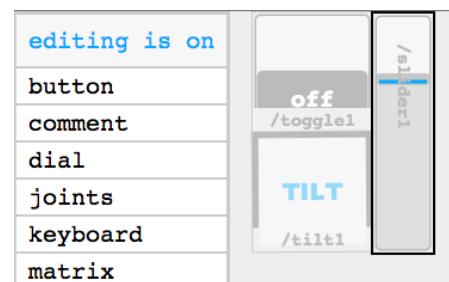 editing is on
button
comment
dial
joints
keyboard
matrix
off
/toggle1
TILT
/tilt1
/slider1